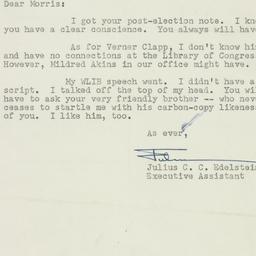 Dear Morris:
I got your post-election note. I kn
you have a clear conscience. You always will hav
As for Verner Clapp, I don't know hi
and have no connections at the Library of Congres
However, Mildred Akins in our office might have.
My WLIB speech went. I didn't have a
script. I talked off the top of my head. You wil
have to ask your very friendly brother -- who neve
ceases to startle me with his carbon-copy likenes
of you. I like him, too.
As ever,
Julius C. C. Edelstei
Executive Assistant